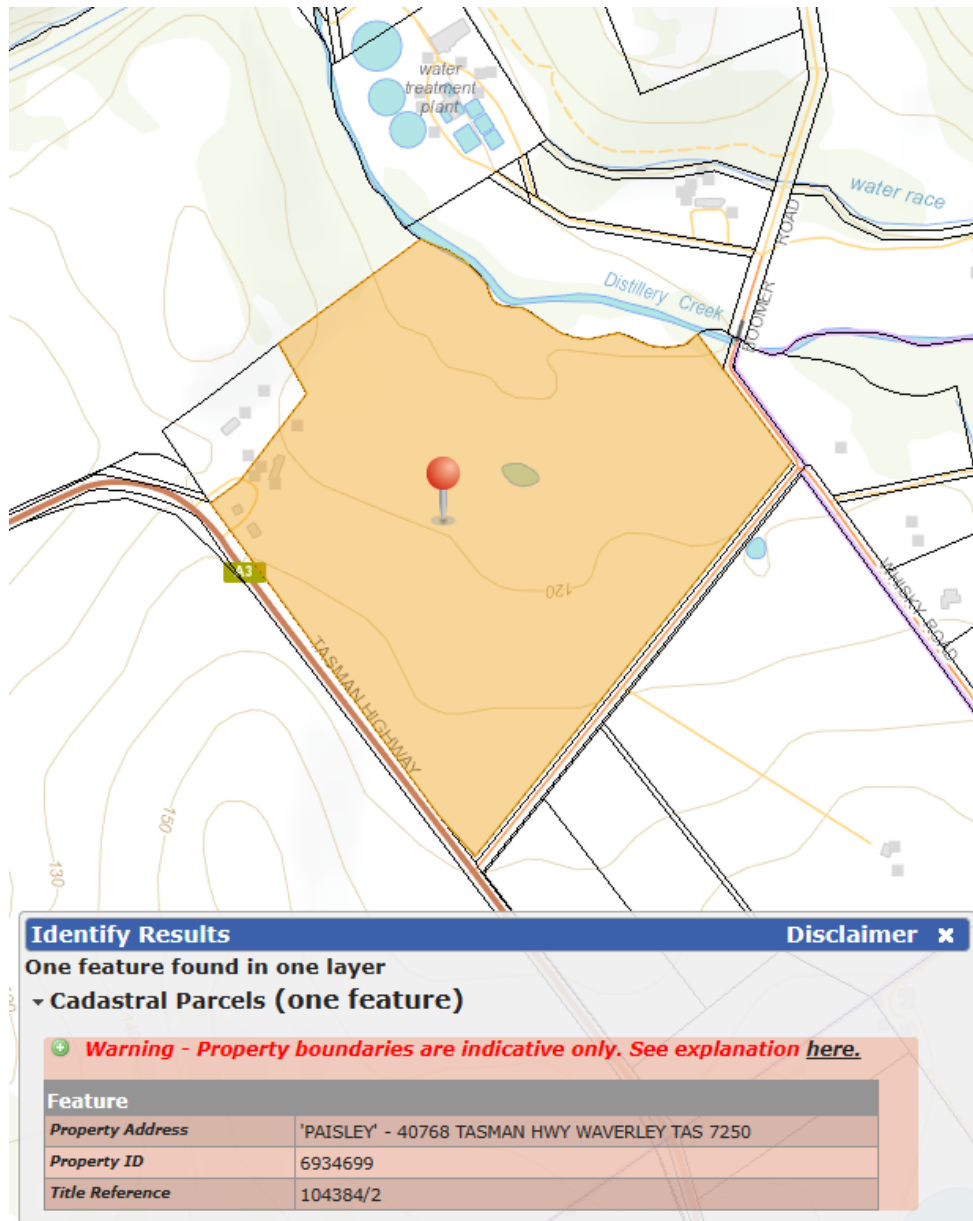 water
treatment
plant
water race
ROAD
Distillery Creek
BOOMER
A3
120
WHISKY ROAD
TASMAN HIGHWAY
150
130
Identify Results Disclaimer ×
One feature found in one layer
Cadastral Parcels (one feature)
Warning - Property boundaries are indicative only. See explanation here.
Feature
Property Address 'PAISLEY' - 40768 TASMAN HWY WAVERLEY TAS 7250
Property ID 6934699
Title Reference 104384/2